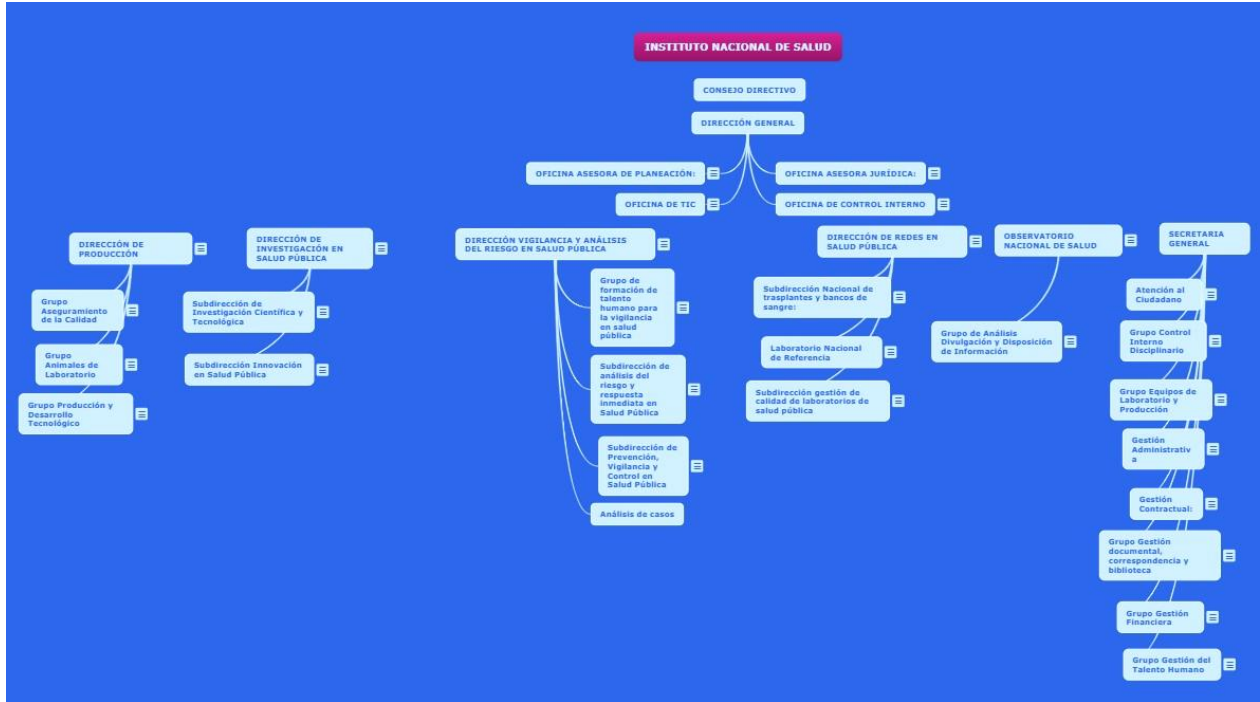 INSTITUTO NACIONAL DE SALUD
CONSEJO DIRECTIVO
DIRECCIÓN GENERAL
OFICINA ASESORA DE PLANEACIÓN:
OFICINA ASESORA JURÍDICA:
OFICINA DE TIC
OFICINA DE CONTROL INTERNO
DIRECCIÓN DE
PRODUCCIÓN
Grupo
Aseguramiento
de la Calidad
Grupo
Animales de
Laboratorio
Grupo Producción y
Desarrollo
Tecnológico
DIRECCIÓN DE
INVESTIGACIÓN EN
SALUD PÚBLICA
Subdirección de
Investigación Científica y
Tecnológica
Subdirección Innovación
en Salud Pública
DIRECCIÓN VIGILANCIA Y ANÁLISIS
DEL RIESGO EN SALUD PÚBLICA
Grupo de
formación de
talento
humano para
la vigilancia
en salud
pública
Subdirección de
análisis del
riesgo y
respuesta
inmediata en
Salud Pública
Subdirección de
Prevención,
Vigilancia y
Control en
Salud Pública
Análisis de casos
DIRECCIÓN DE REDES EN
SALUD PÚBLICA
Subdirección Nacional de
trasplantes y bancos de
sangre:
Laboratorio Nacional
de Referencia
Subdirección gestión de
calidad de laboratorios de
salud pública
OBSERVATORIO
NACIONAL DE SALUD
Grupo de Análisis
Divulgación y Disposición
de Información
SECRETARIA
GENERAL
Atención al
Ciudadano
Grupo Control
Interno
Disciplinario
Grupo Equipos de
Laboratorio y
Producción
Gestión
Administrativ
a
Gestión
Contractual:
Grupo Gestión
documental,
correspondencia y
biblioteca
Grupo Gestión
Financiera
Grupo Gestión del
Talento Humano